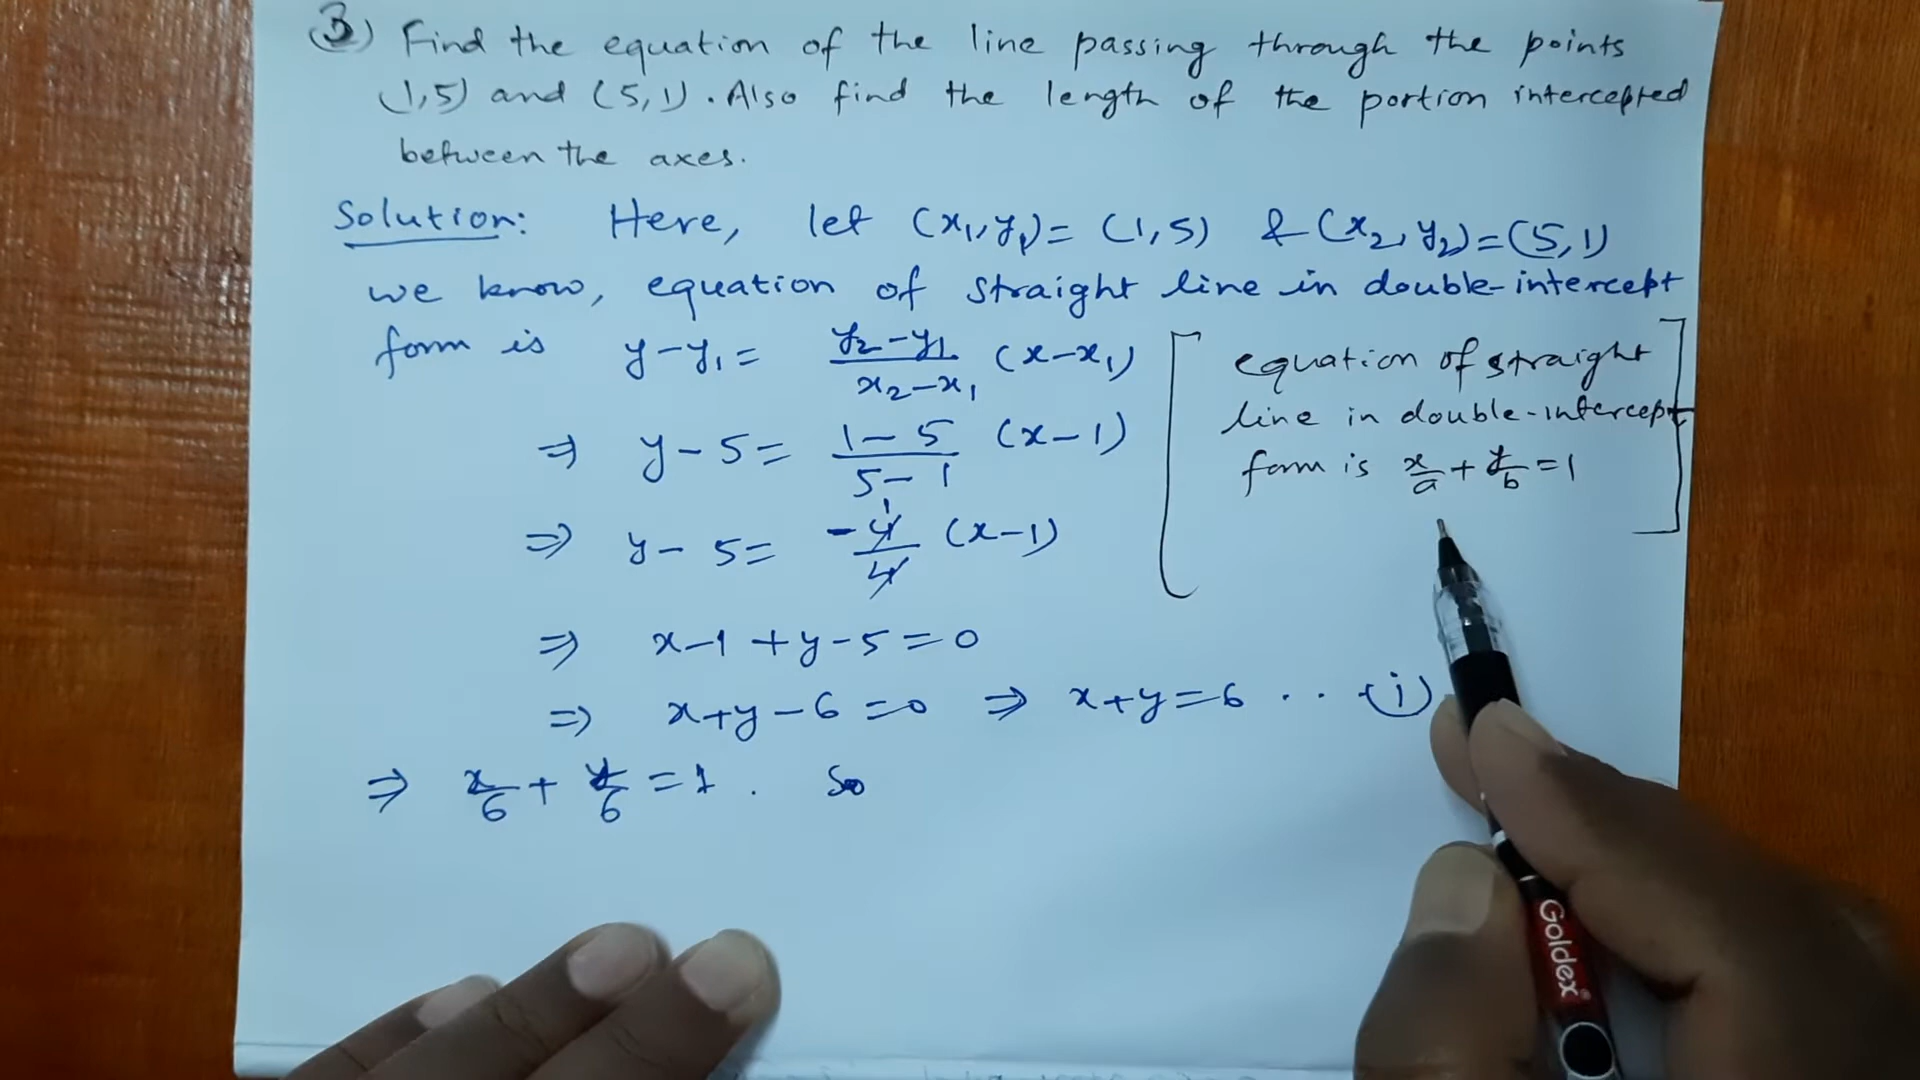 3) Find the equation of the line passing through the points
(1,5) and (5,1). Also find the length of the portion intercepted
between the axes.
Solution: Here, let (x₁,y₁)=(1,5) & (x₂,y₂)=(5,1)
we know, equation of straight line in double-intercept
form is y-y₁= (y₂-y₁)/(x₂-x₁) (x-x₁)
[equation of straight
line in double-intercept
form is x/a + y/b = 1]
⇒ y-5= (1-5)/(5-1) (x-1)
⇒ y-5= -4/4 (x-1)
1
⇒ x-1+y-5=0
⇒ x+y-6=0 ⇒ x+y=6 .. (i)
⇒ x/6 + y/6 = 1. So
Goldex®